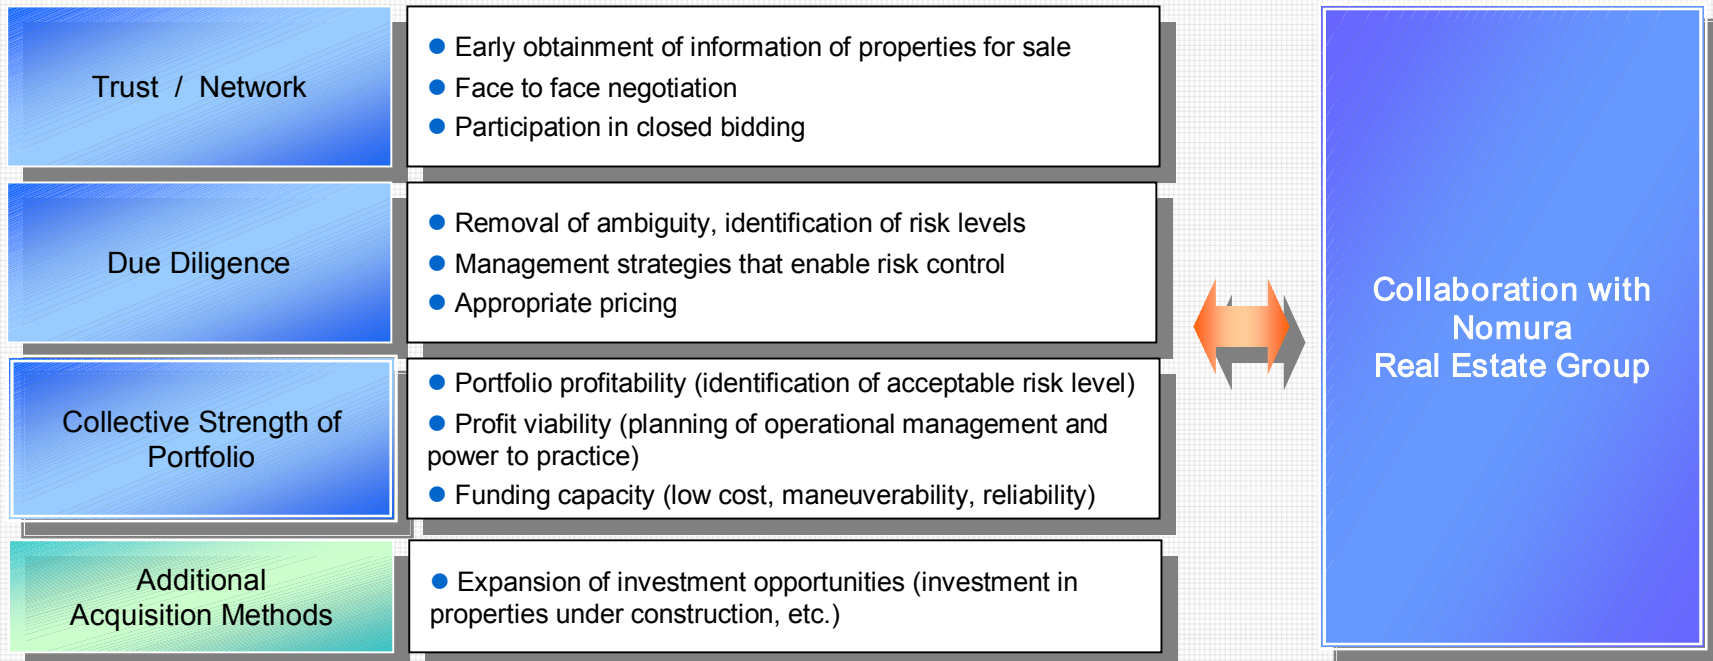 Trust / Network
● Early obtainment of information of properties for sale
● Face to face negotiation
● Participation in closed bidding
Due Diligence
● Removal of ambiguity, identification of risk levels
● Management strategies that enable risk control
● Appropriate pricing
Collective Strength of
Portfolio
● Portfolio profitability (identification of acceptable risk level)
● Profit viability (planning of operational management and
power to practice)
● Funding capacity (low cost, maneuverability, reliability)
Additional
Acquisition Methods
● Expansion of investment opportunities (investment in
properties under construction, etc.)
Collaboration with
Nomura
Real Estate Group